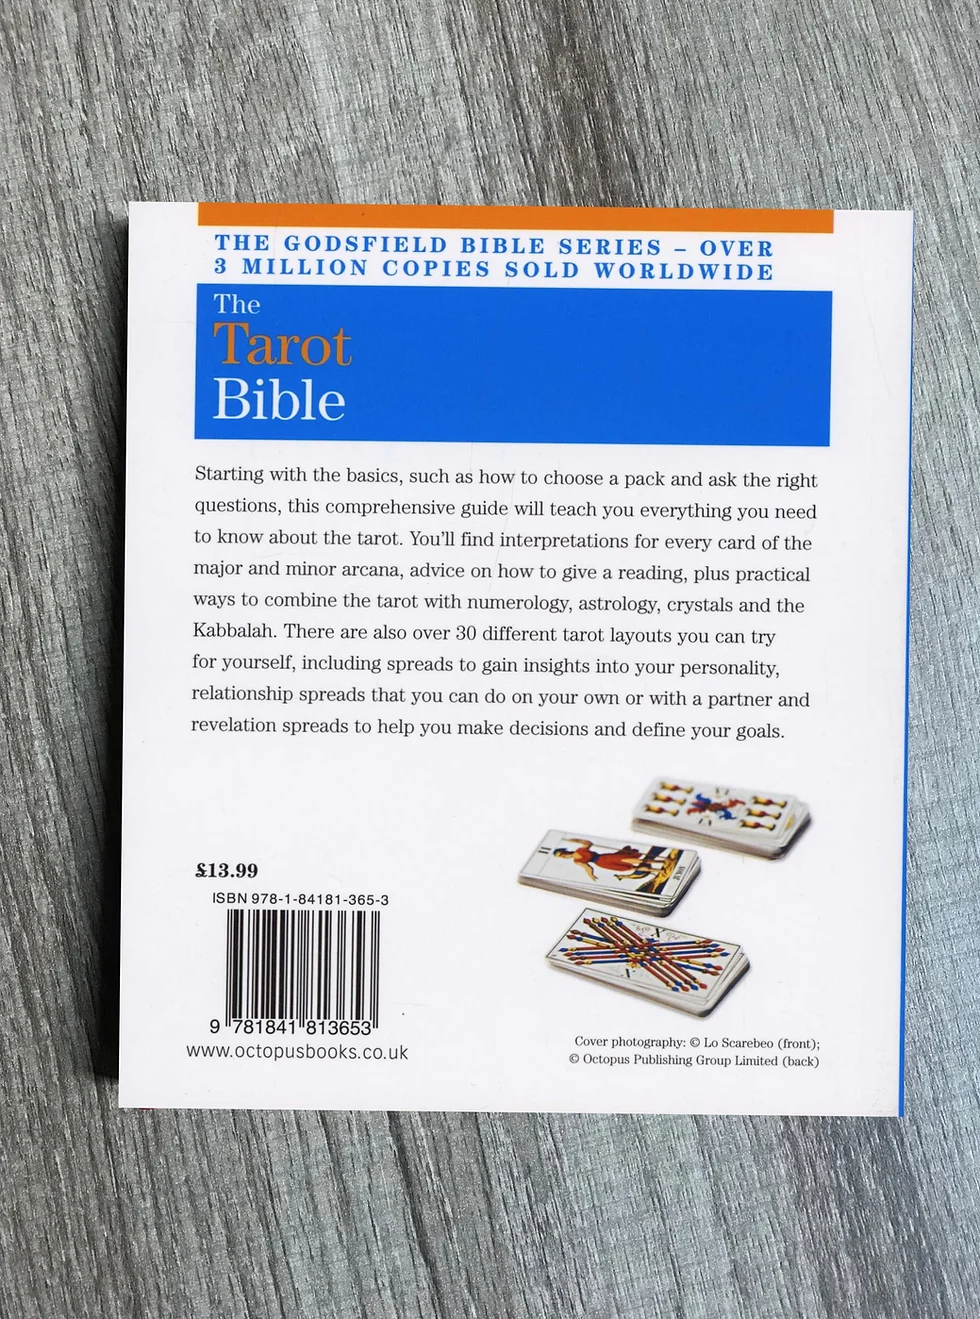 THE GODSFIELD BIBLE SERIES – OVER
3 MILLION COPIES SOLD WORLDWIDE
The
Tarot
Bible
Starting with the basics, such as how to choose a pack and ask the right
questions, this comprehensive guide will teach you everything you need
to know about the tarot. You'll find interpretations for every card of the
major and minor arcana, advice on how to give a reading, plus practical
ways to combine the tarot with numerology, astrology, crystals and the
Kabbalah. There are also over 30 different tarot layouts you can try
for yourself, including spreads to gain insights into your personality,
relationship spreads that you can do on your own or with a partner and
revelation spreads to help you make decisions and define your goals.
£13.99
ISBN 978-1-84181-365-3
9 781841 813653
www.octopusbooks.co.uk
Cover photography: © Lo Scarebeo (front);
© Octopus Publishing Group Limited (back)